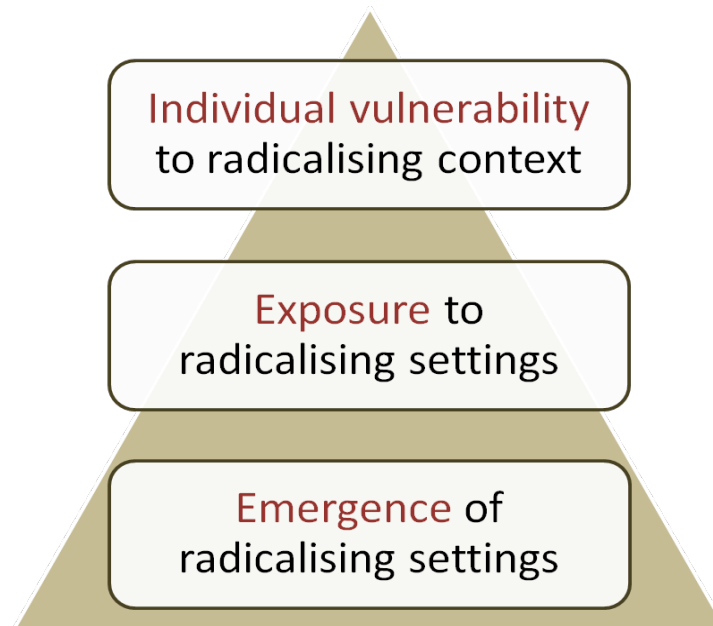 Individual vulnerability
to radicalising context
Exposure to
radicalising settings
Emergence of
radicalising settings